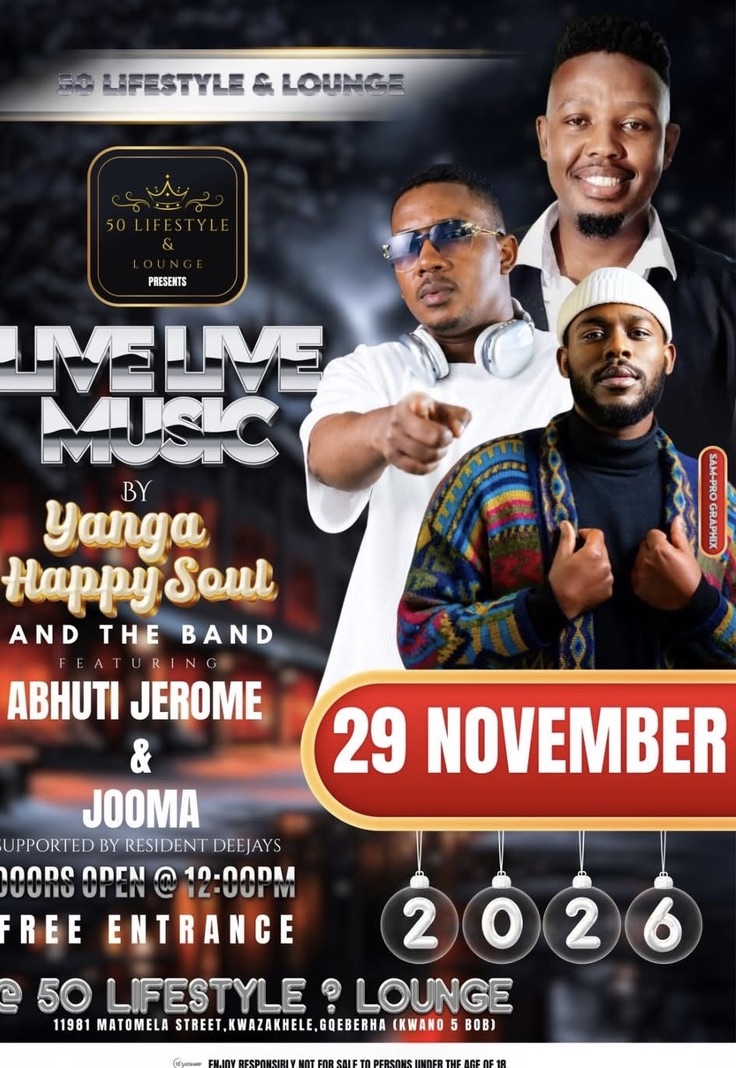 50 LIFESTYLE & LOUNGE
50 LIFESTYLE
&
LOUNGE
PRESENTS
LIVE LIVE
MUSIC
BY
Yanga
Happy Soul
AND THE BAND
FEATURING
ABHUTI JEROME
&
JOOMA
SUPPORTED BY RESIDENT DEEJAYS
DOORS OPEN @ 12:00PM
FREE ENTRANCE
SAM-PRO GRAPHIX
29 NOVEMBER
2026
@ 50 LIFESTYLE ? LOUNGE
11981 MATOMELA STREET,KWAZAKHELE,GQEBERHA (KWANO 5 BOB)
ENJOY RESPONSIBLY NOT FOR SALE TO PERSONS UNDER THE AGE OF 18